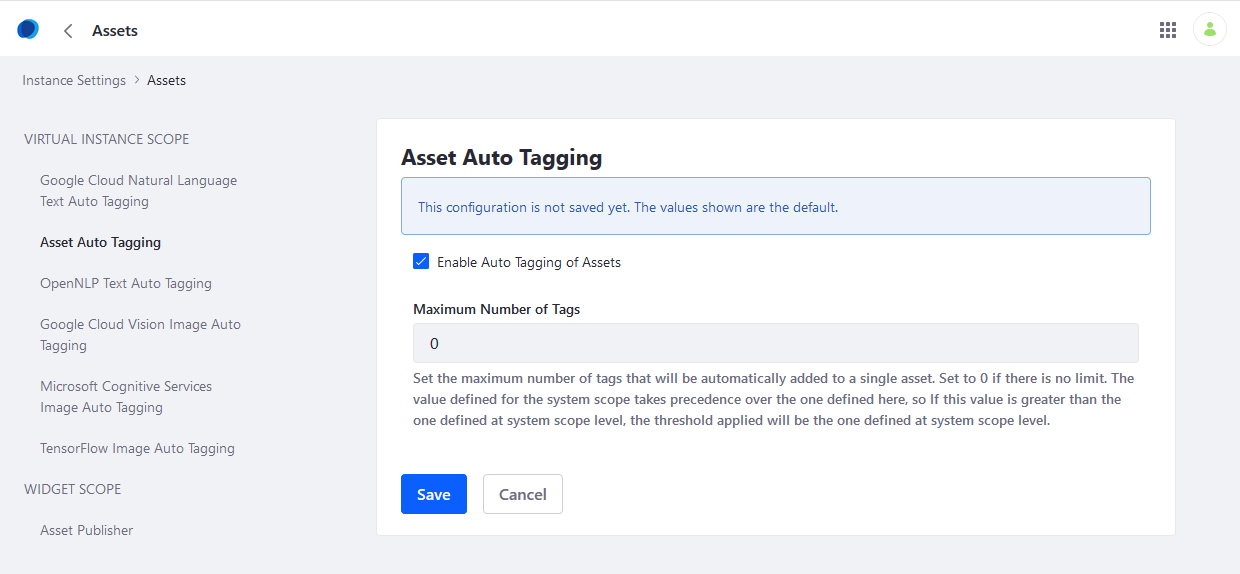 Assets
Instance Settings > Assets
VIRTUAL INSTANCE SCOPE
Google Cloud Natural Language
Text Auto Tagging
Asset Auto Tagging
OpenNLP Text Auto Tagging
Google Cloud Vision Image Auto
Tagging
Microsoft Cognitive Services
Image Auto Tagging
TensorFlow Image Auto Tagging
WIDGET SCOPE
Asset Publisher
Asset Auto Tagging
This configuration is not saved yet. The values shown are the default.
Enable Auto Tagging of Assets
Maximum Number of Tags
0
Set the maximum number of tags that will be automatically added to a single asset. Set to 0 if there is no limit. The
value defined for the system scope takes precedence over the one defined here, so If this value is greater than the
one defined at system scope level, the threshold applied will be the one defined at system scope level.
Save
Cancel